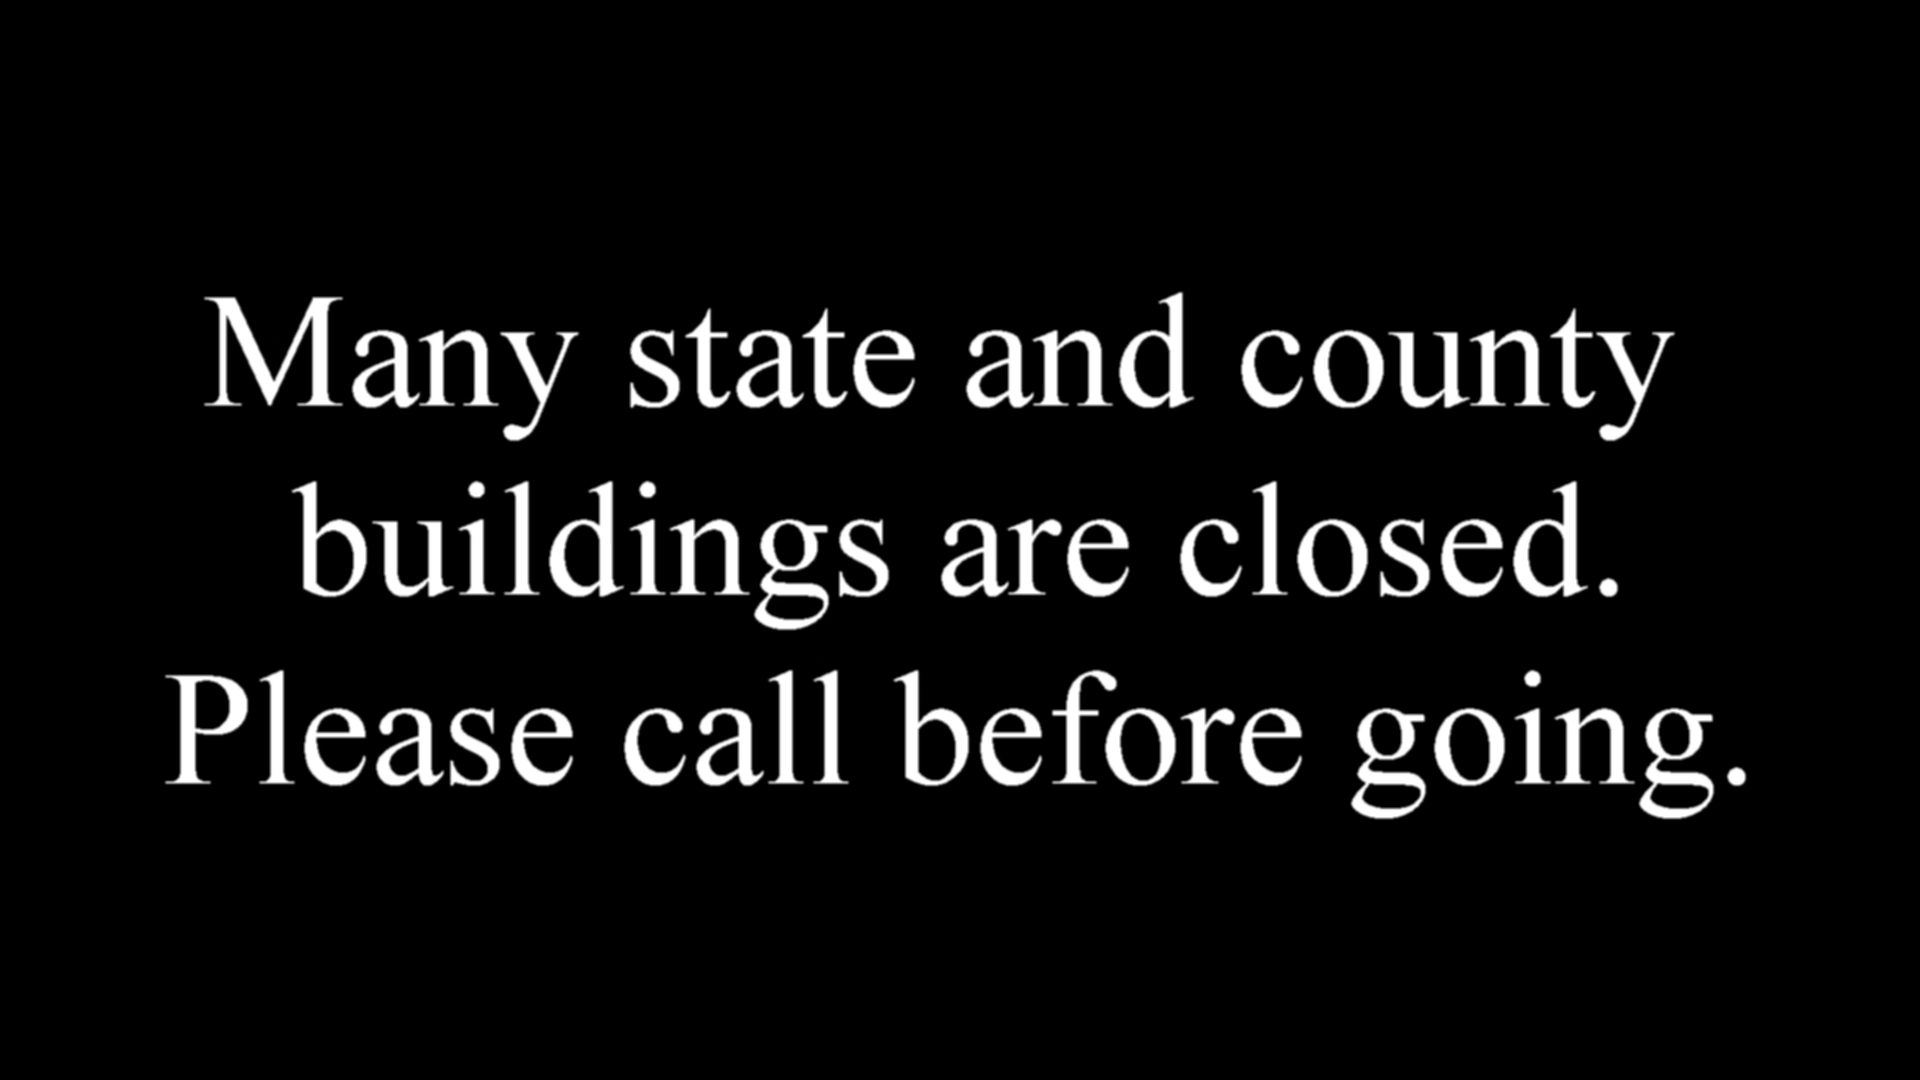 Many state and county
buildings are closed.
Please call before going.